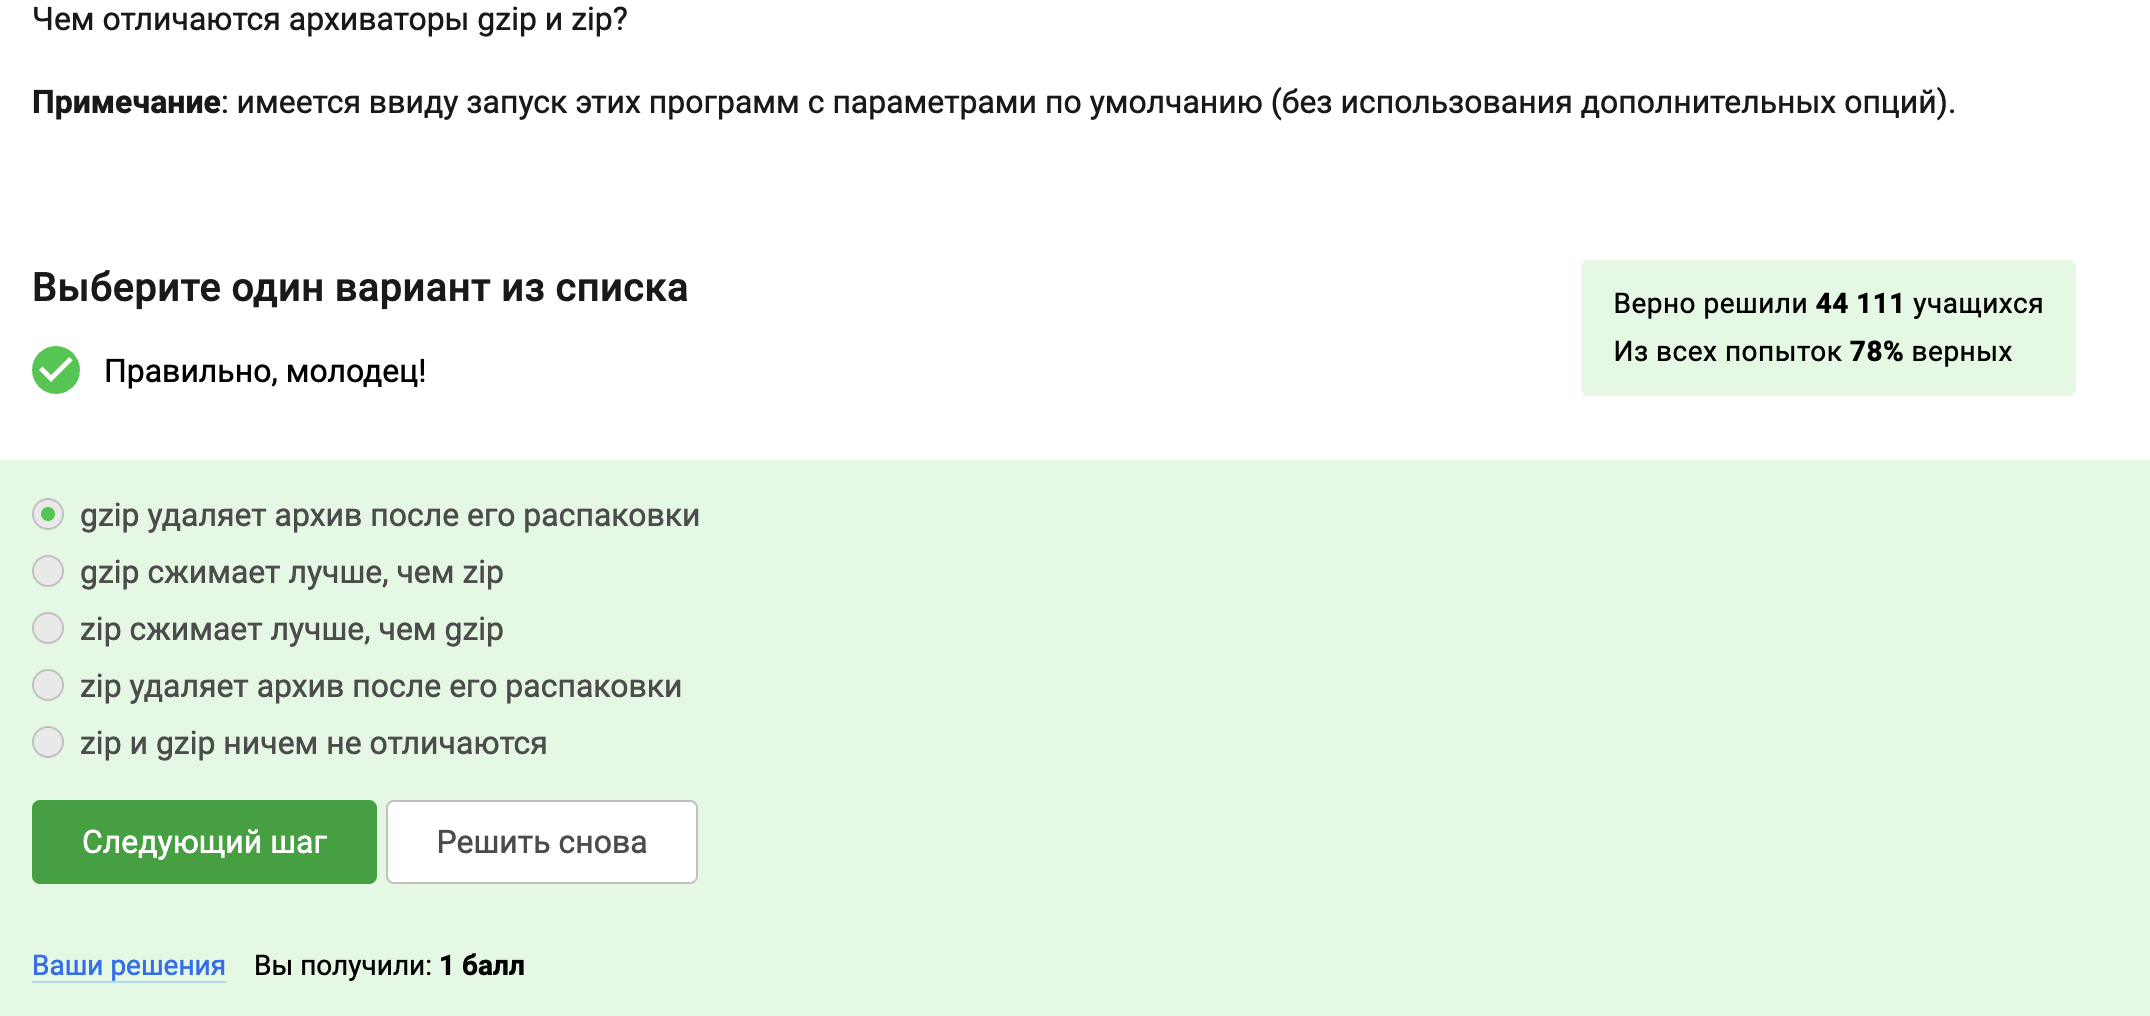 Чем отличаются архиваторы gzip и zip?
Примечание: имеется ввиду запуск этих программ с параметрами по умолчанию (без использования дополнительных опций).
Выберите один вариант из списка
Верно решили 44 111 учащихся
Из всех попыток 78% верных
Правильно, молодец!
gzip удаляет архив после его распаковки
gzip сжимает лучше, чем zip
zip сжимает лучше, чем gzip
zip удаляет архив после его распаковки
zip и gzip ничем не отличаются
Следующий шаг
Решить снова
Ваши решения Вы получили: 1 балл